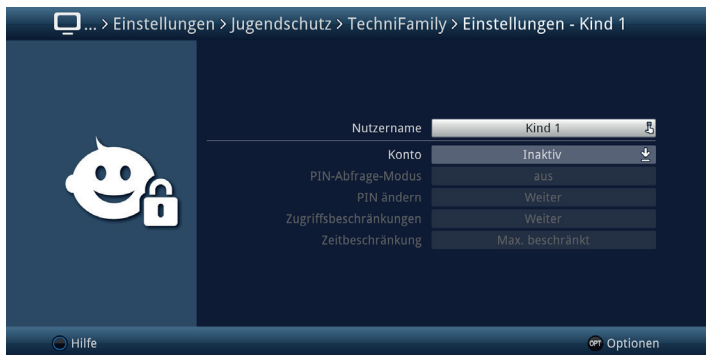 ... > Einstellungen > Jugendschutz > TechniFamily > Einstellungen - Kind 1
Nutzername Kind 1
Konto Inaktiv
PIN-Abfrage-Modus aus
PIN ändern Weiter
Zugriffsbeschränkungen Weiter
Zeitbeschränkung Max. beschränkt
Hilfe OPT Optionen